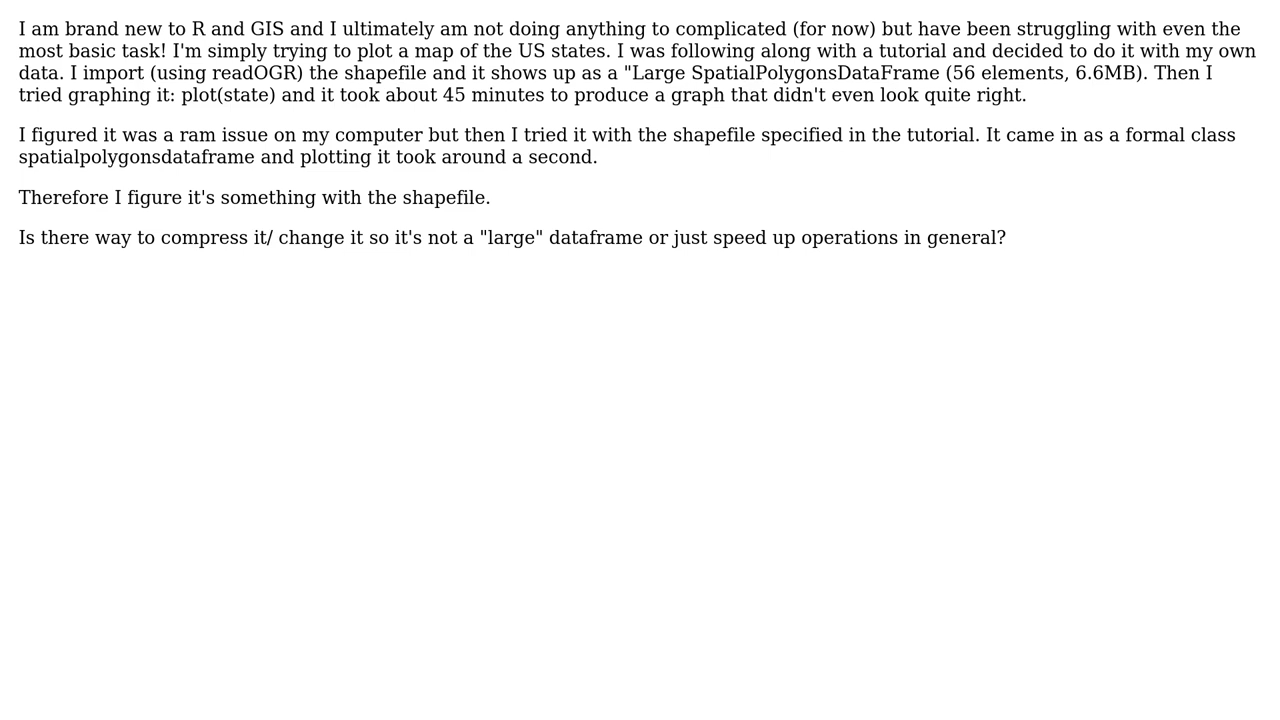 I am brand new to R and GIS and I ultimately am not doing anything to complicated (for now) but have been struggling with even the
most basic task! I'm simply trying to plot a map of the US states. I was following along with a tutorial and decided to do it with my own
data. I import (using readOGR) the shapefile and it shows up as a "Large SpatialPolygonsDataFrame (56 elements, 6.6MB). Then I
tried graphing it: plot(state) and it took about 45 minutes to produce a graph that didn't even look quite right.
I figured it was a ram issue on my computer but then I tried it with the shapefile specified in the tutorial. It came in as a formal class
spatialpolygonsdataframe and plotting it took around a second.
Therefore I figure it's something with the shapefile.
Is there way to compress it/ change it so it's not a "large" dataframe or just speed up operations in general?